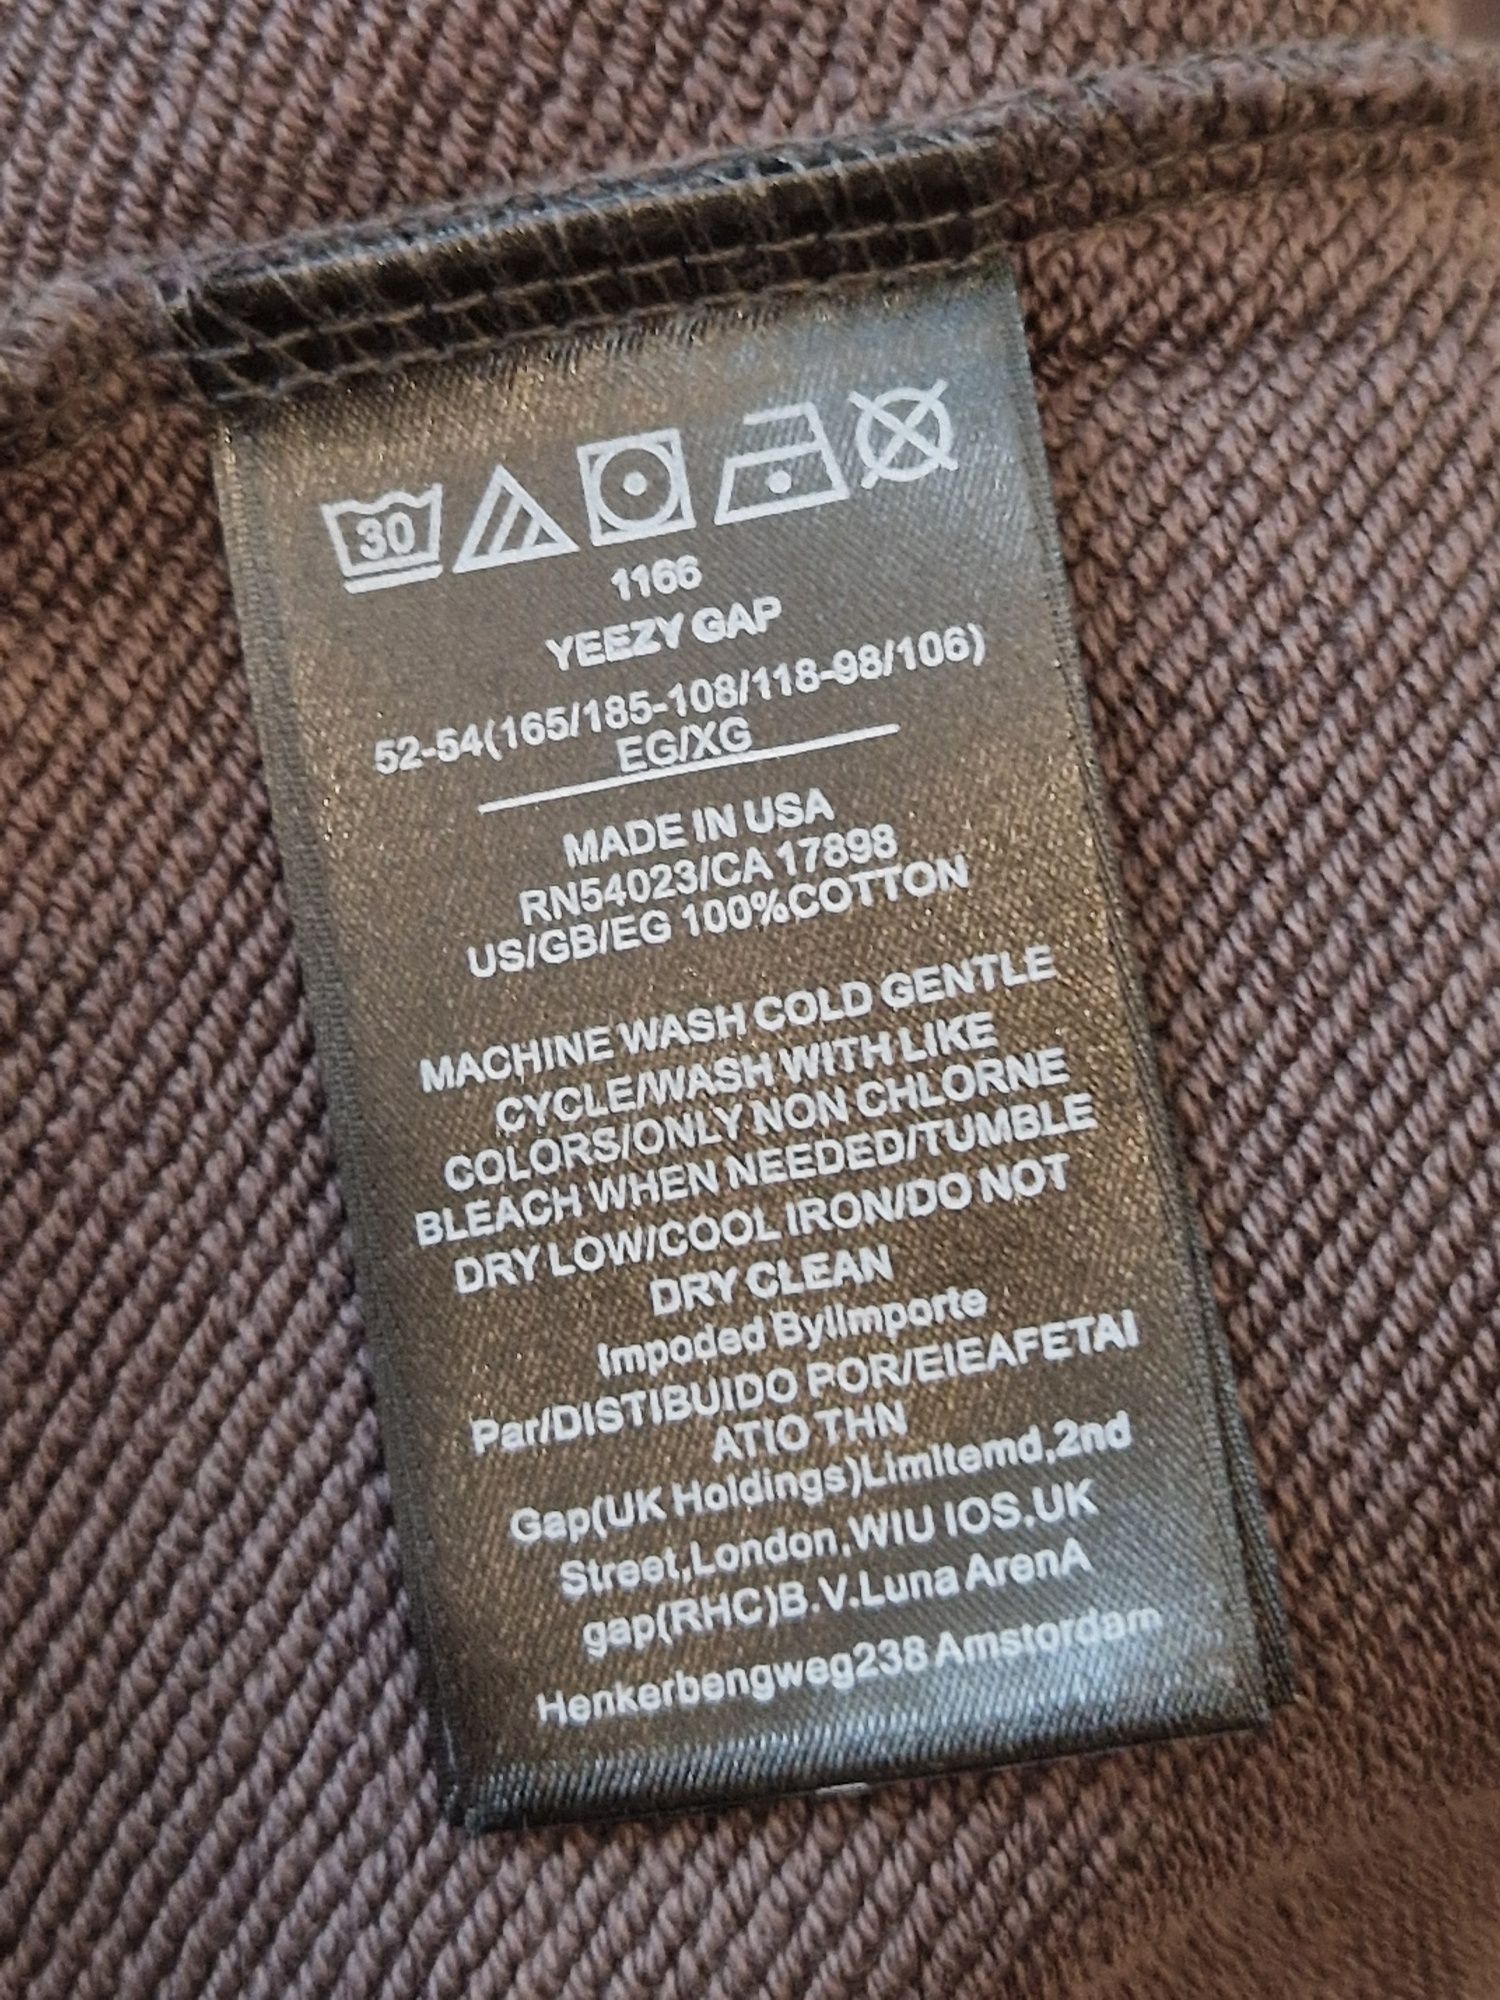 30
1166
YEEZY GAP
52-54(165/185-108/118-98/106)
EG/XG
MADE IN USA
RN54023/CA 17898
US/GB/EG 100%COTTON
MACHINE WASH COLD GENTLE
CYCLE/WASH WITH LIKE
COLORS/ONLY NON CHLORNE
BLEACH WHEN NEEDED/TUMBLE
DRY LOW/COOL IRON/DO NOT
DRY CLEAN
Impoded ByIImporte
Par/DISTIBUIDO POR/EIEAFETAI
ATIO THN
Gap(UK Holdings)LimItemd,2nd
Street,London,WIU IOS.UK
gap(RHC)B.V.Luna ArenA
Henkerbengweg238 Amstordam